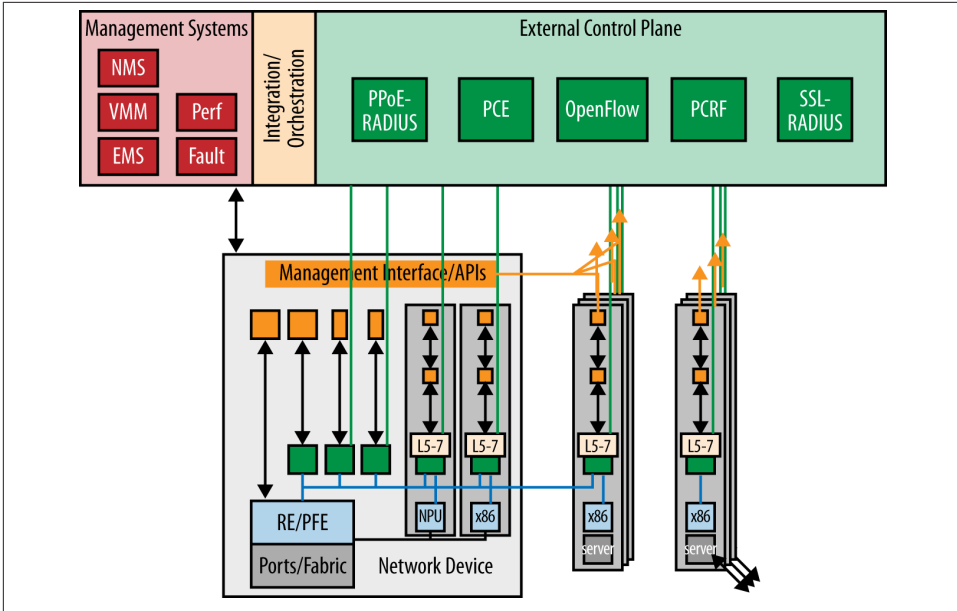 Management Systems
NMS
VMM
Perf
EMS
Fault
Integration/
Orchestration
External Control Plane
PPoE-
RADIUS
PCE
OpenFlow
PCRF
SSL-
RADIUS
Management Interface/APIs
L5-7
L5-7
L5-7
L5-7
RE/PFE
NPU
x86
x86
x86
Ports/Fabric
Network Device
server
server